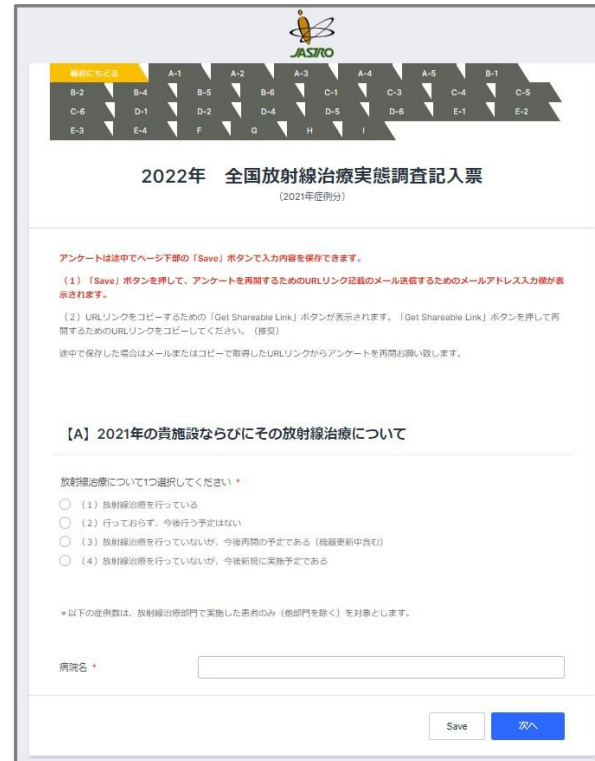 JASTRO
最初にもどる A-1 A-2 A-3 A-4 A-5 B-1
B-2 B-4 B-5 B-6 C-1 C-3 C-4 C-5
C-6 D-1 D-2 D-4 D-5 D-6 E-1 E-2
E-3 E-4 F G H I
2022年 全国放射線治療実態調査記入票
(2021年症例分)
アンケートは途中でページ下部の「Save」ボタンで入力内容を保存できます。
(1)「Save」ボタンを押して、アンケートを再開するためのURLリンク記載のメール送信するためのメールアドレス入力欄が表
示されます。
(2)URLリンクをコピーするための「Get Shareable Link」ボタンが表示されます。「Get Shareable Link」ボタンを押して再
開するためのURLリンクをコピーしてください。(推奨)
途中で保存した場合はメールまたはコピーで取得したURLリンクからアンケートを再開お願い致します。
【A】2021年の貴施設ならびにその放射線治療について
放射線治療について1つ選択してください *
(1)放射線治療を行っている
(2)行っておらず、今後行う予定はない
(3)放射線治療を行っていないが、今後再開の予定である(機器更新中含む)
(4)放射線治療を行っていないが、今後新規に実施予定である
*以下の症例数は、放射線治療部門で実施した患者のみ(他部門を除く)を対象とします。
病院名 *
Save 次へ